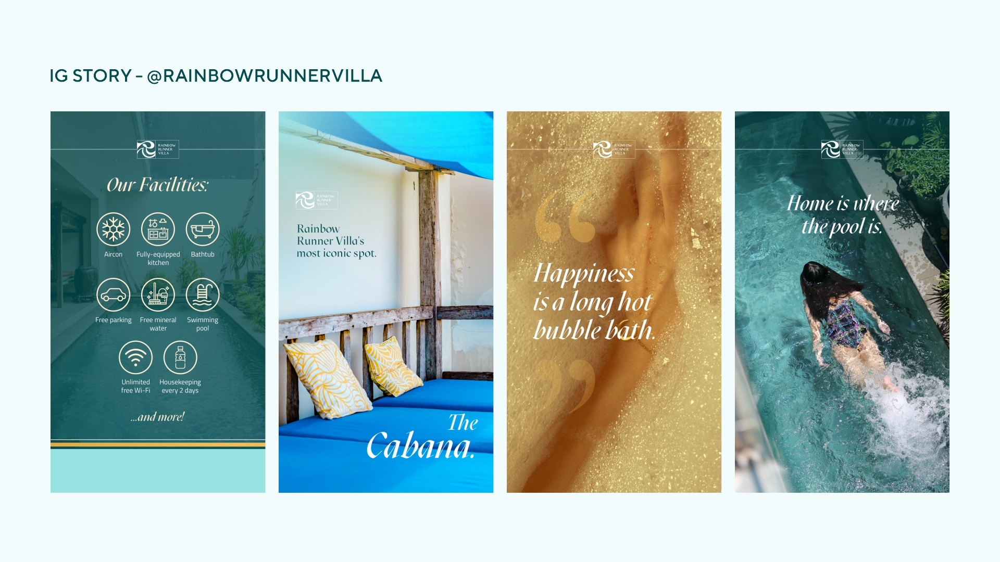 IG STORY - @RAINBOWRUNNERVILLA
RAINBOW
RUNNER
VILLA
Our Facilities:
Aircon
Fully-equipped
kitchen
Bathtub
Free parking
Free mineral
water
Swimming
pool
Unlimited
free Wi-Fi
Housekeeping
every 2 days
...and more!
RAINBOW
RUNNER
VILLA
Rainbow
Runner Villa's
most iconic spot.
The
Cabana.
RAINBOW
RUNNER
VILLA
“
Happiness
is a long hot
bubble bath.
”
RAINBOW
RUNNER
VILLA
Home is where
the pool is.